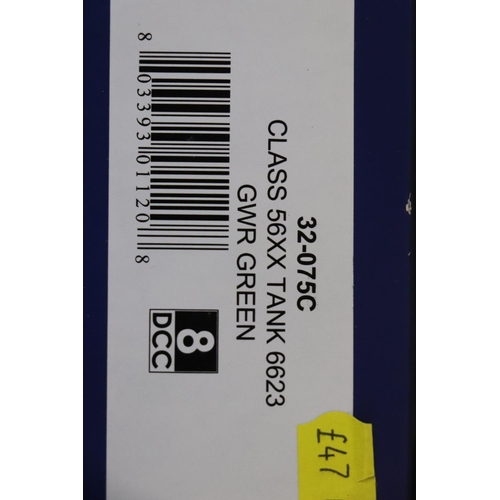 32-075C
CLASS 56XX TANK 6623
GWR GREEN
8 03393 01120 8
8
DCC
£47